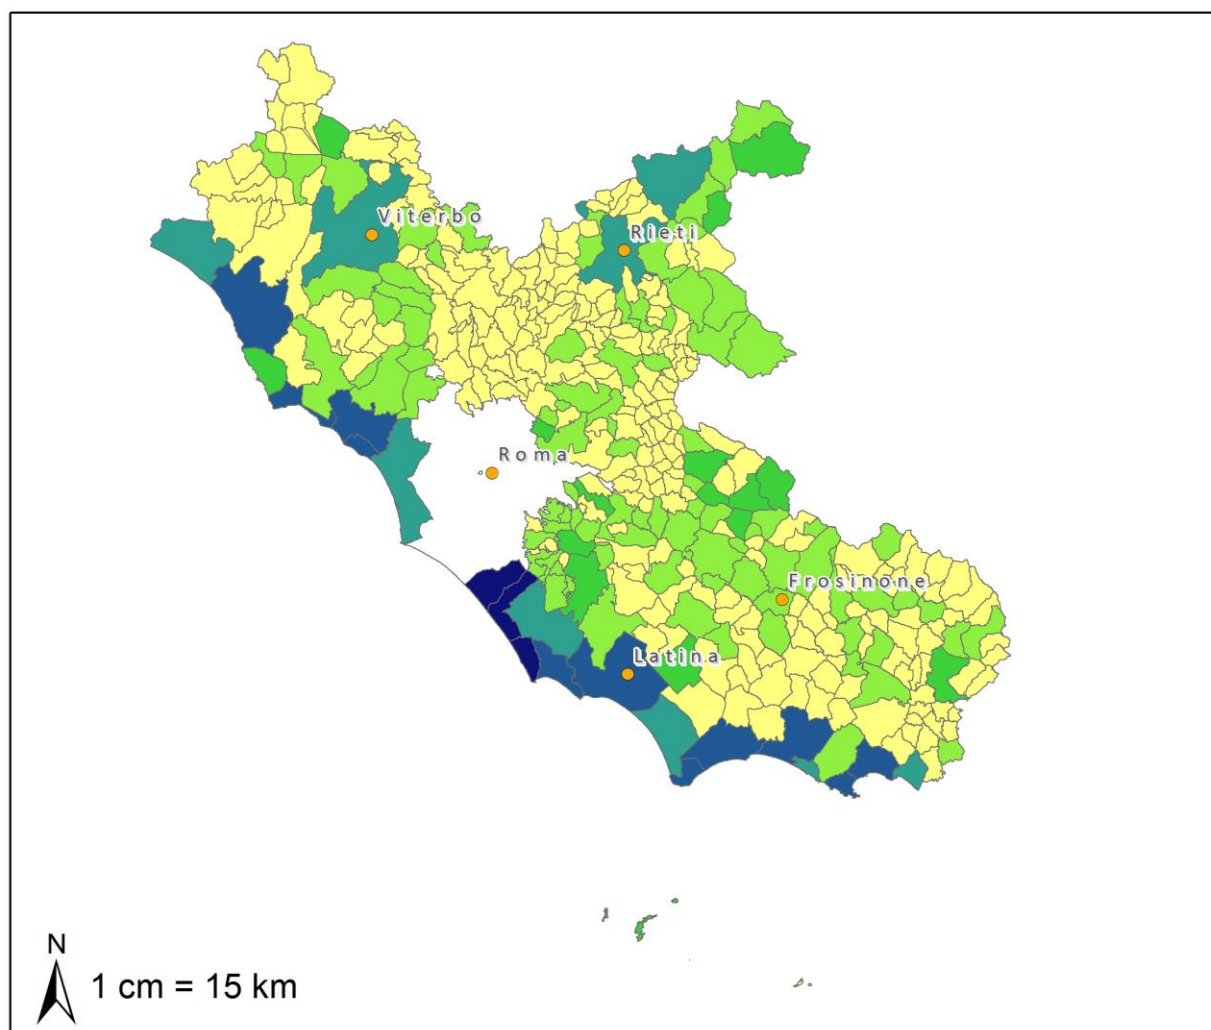 Viterbo
Rieti
Roma
Frosinone
Latina
N
1 cm = 15 km